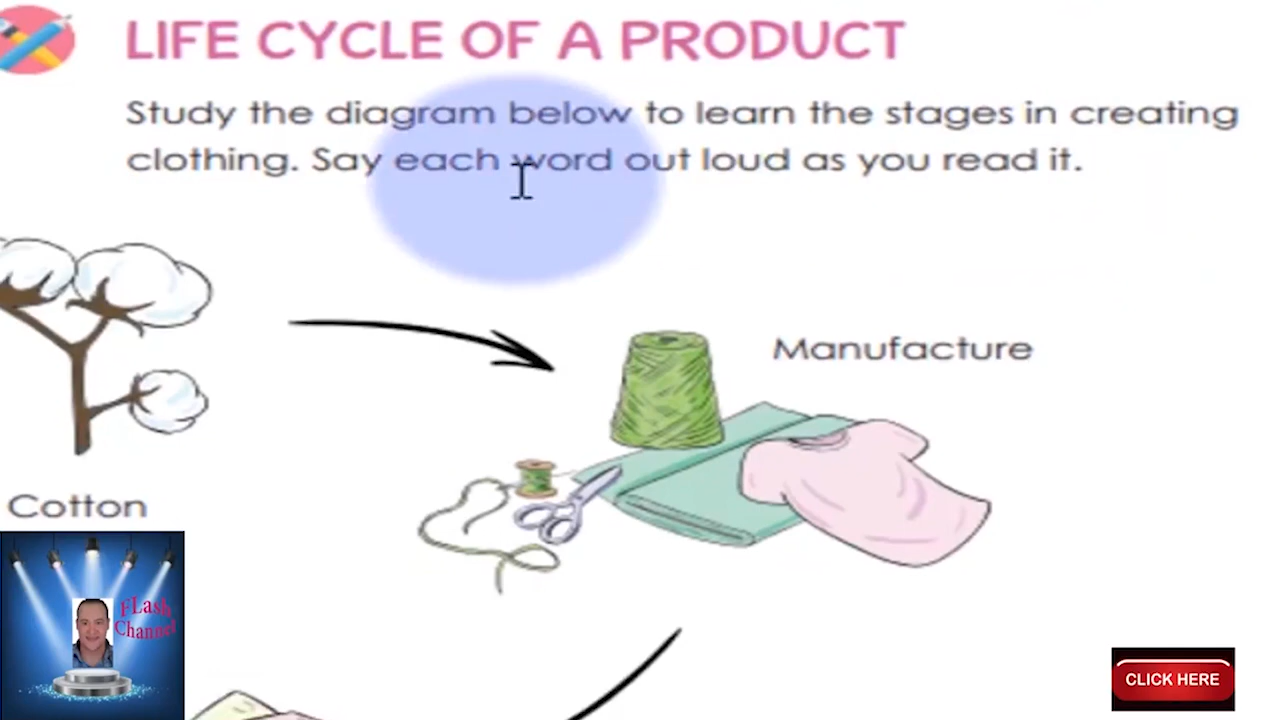 LIFE CYCLE OF A PRODUCT
Study the diagram below to learn the stages in creating
clothing. Say each word out loud as you read it.
Manufacture
Cotton
FLash
Channel
CLICK HERE